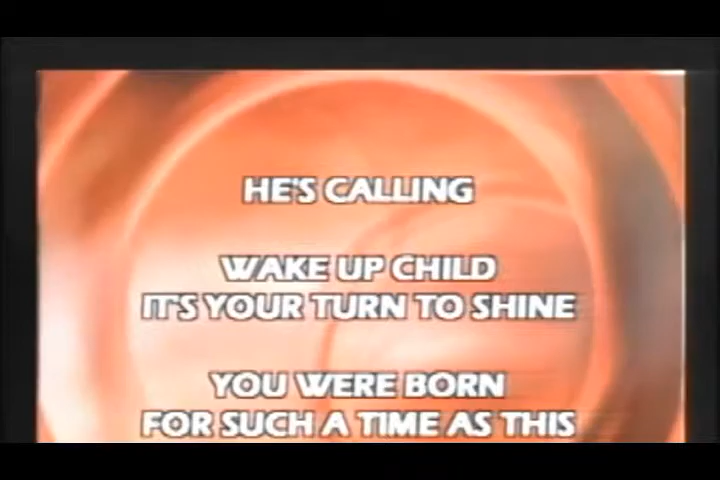 HE'S CALLING
WAKE UP CHILD
IT'S YOUR TURN TO SHINE
YOU WERE BORN
FOR SUCH A TIME AS THIS